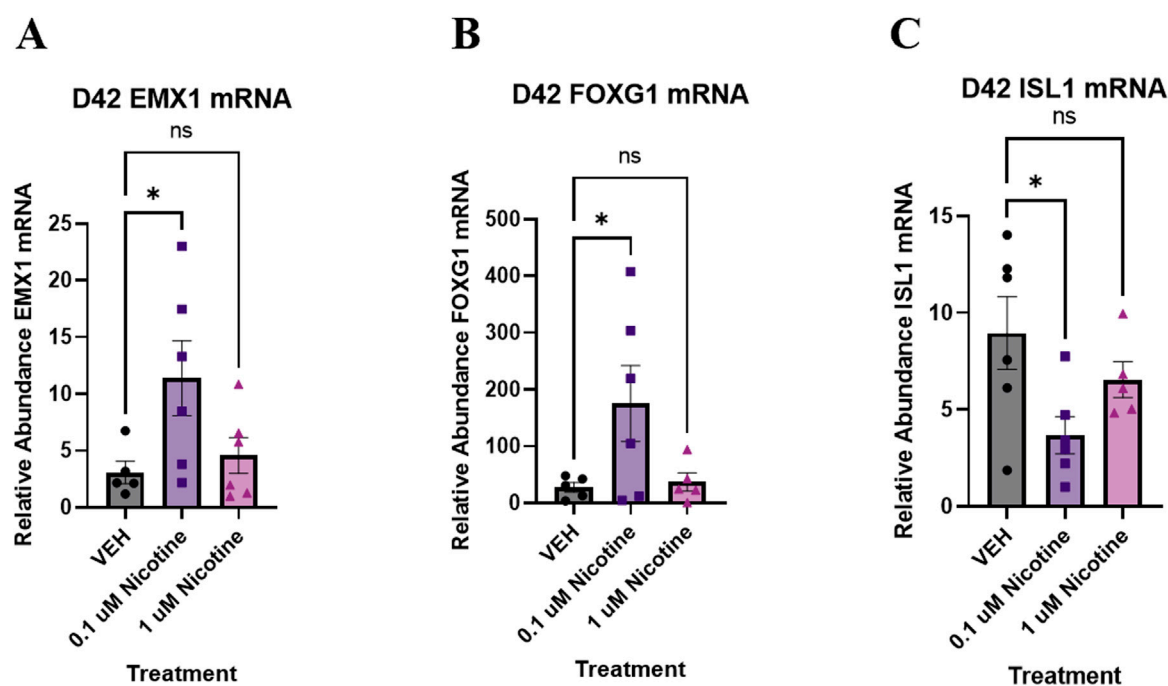 A
D42 EMX1 mRNA
ns
*
Relative Abundance EMX1 mRNA
25
20
15
10
5
0
VEH
0.1 uM Nicotine
1 uM Nicotine
Treatment
B
D42 FOXG1 mRNA
ns
*
Relative Abundance FOXG1 mRNA
500
400
300
200
100
0
VEH
0.1 uM Nicotine
1 uM Nicotine
Treatment
C
D42 ISL1 mRNA
ns
*
Relative Abundance ISL1 mRNA
15
10
5
0
VEH
0.1 uM Nicotine
1 uM Nicotine
Treatment